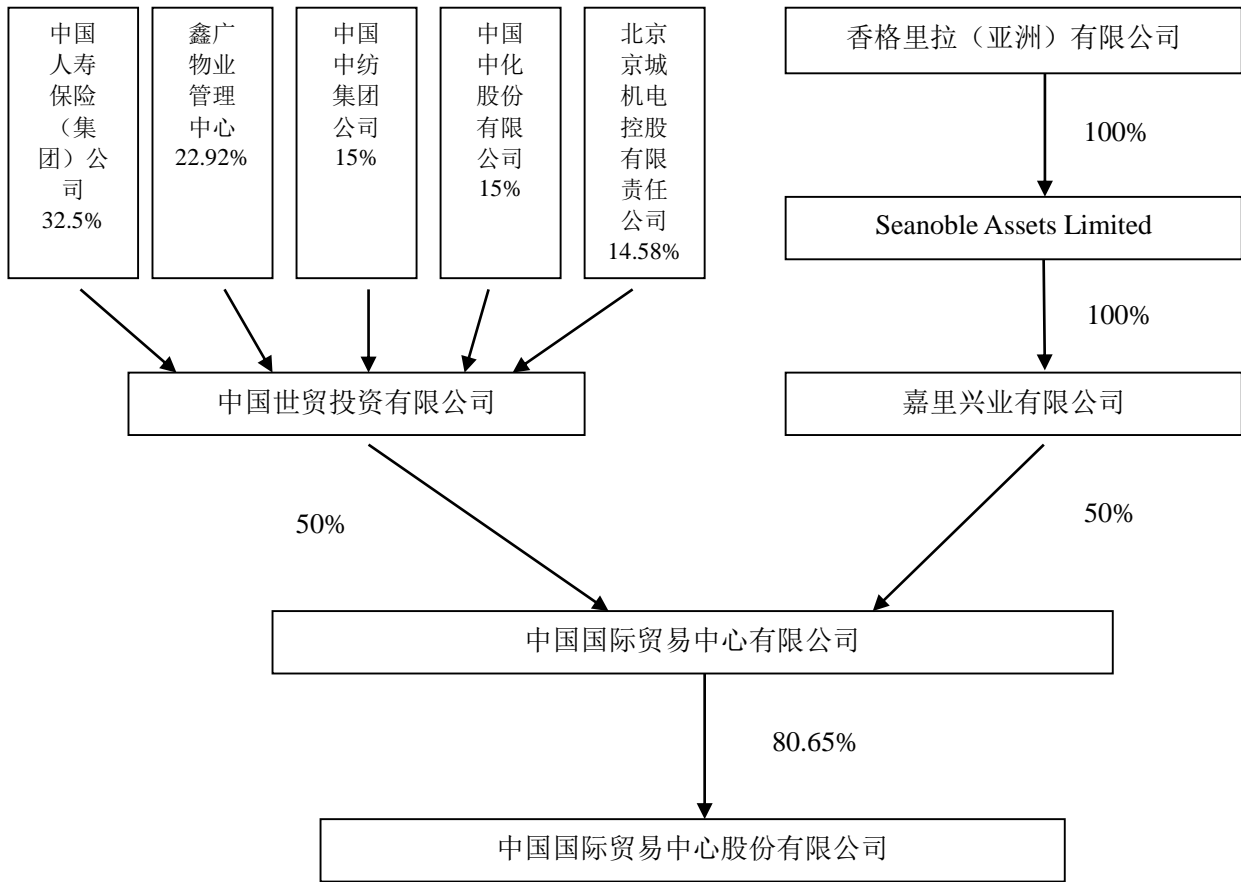 中国
人寿
保险
（集
团）公
司
32.5%
鑫广
物业
管理
中心
22.92%
中国
中纺
集团
公司
15%
中国
中化
股份
有限
公司
15%
北京
京城
机电
控股
有限
责任
公司
14.58%
香格里拉（亚洲）有限公司
100%
Seanoble Assets Limited
100%
中国世贸投资有限公司
嘉里兴业有限公司
50%
50%
中国国际贸易中心有限公司
80.65%
中国国际贸易中心股份有限公司